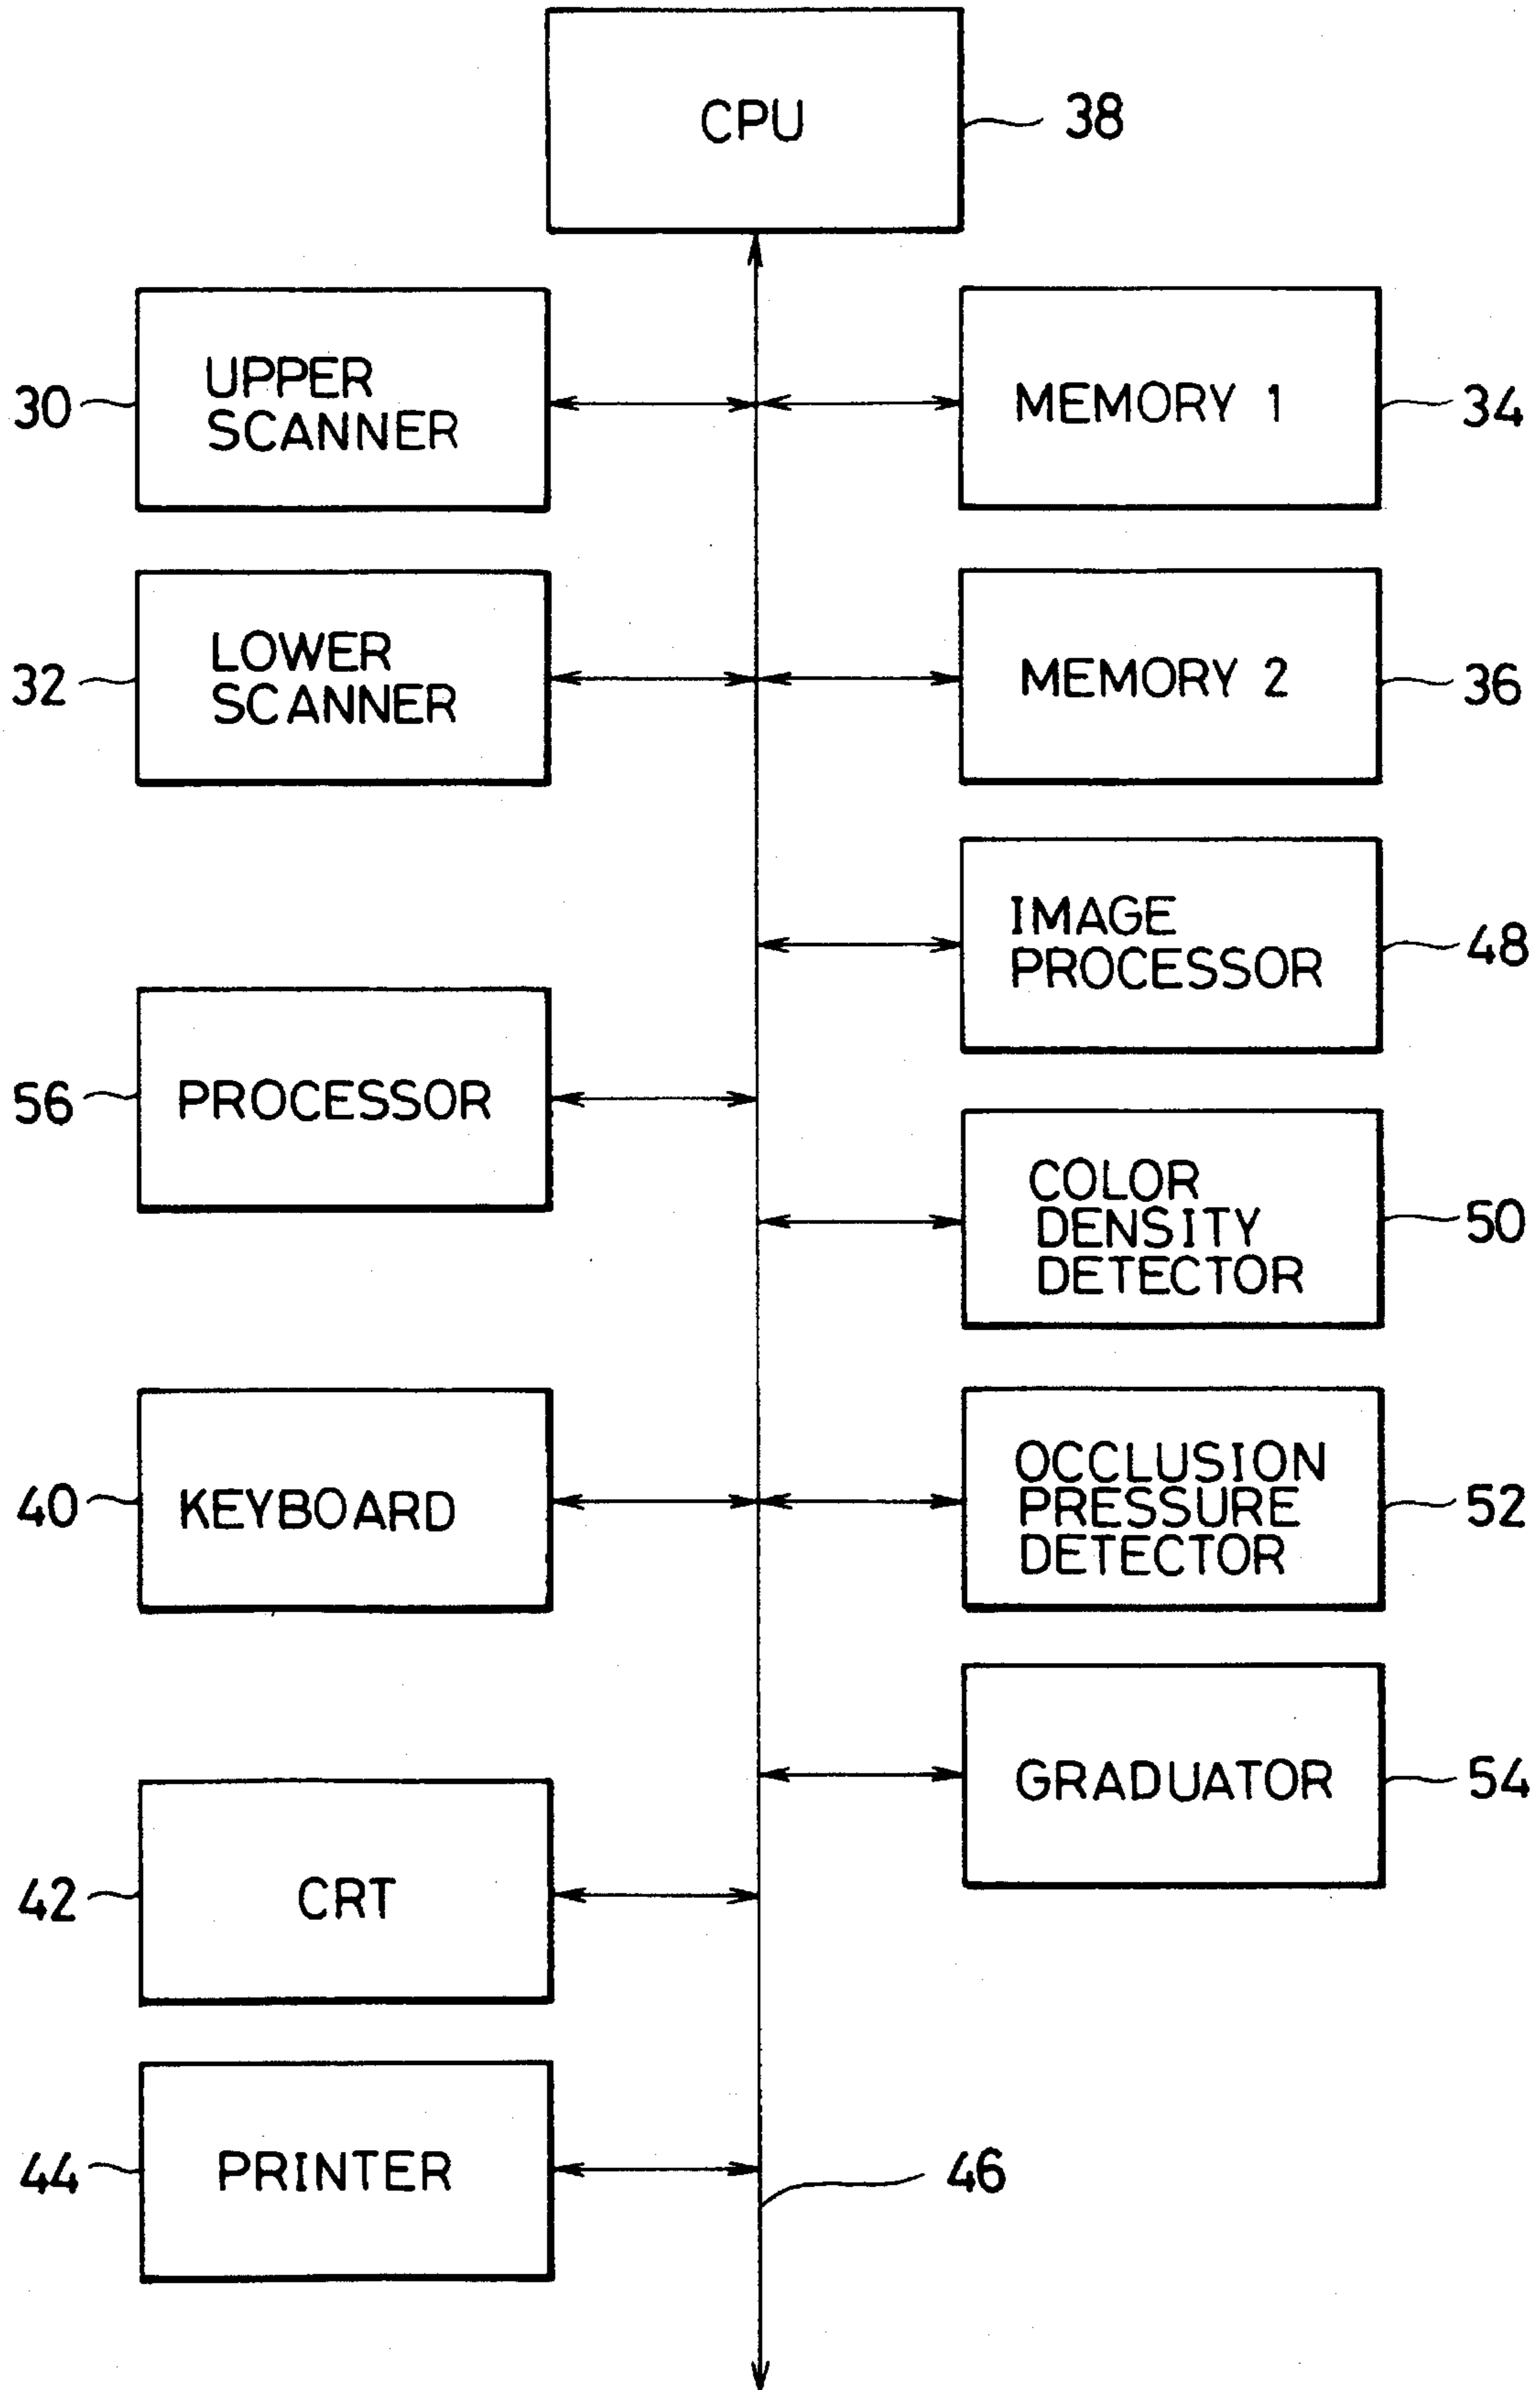 CPU
38
UPPER
SCANNER
30
MEMORY 1
34
LOWER
SCANNER
32
MEMORY 2
36
IMAGE
PROCESSOR
48
PROCESSOR
56
COLOR
DENSITY
DETECTOR
50
KEYBOARD
40
OCCLUSION
PRESSURE
DETECTOR
52
GRADUATOR
54
CRT
42
PRINTER
44
46